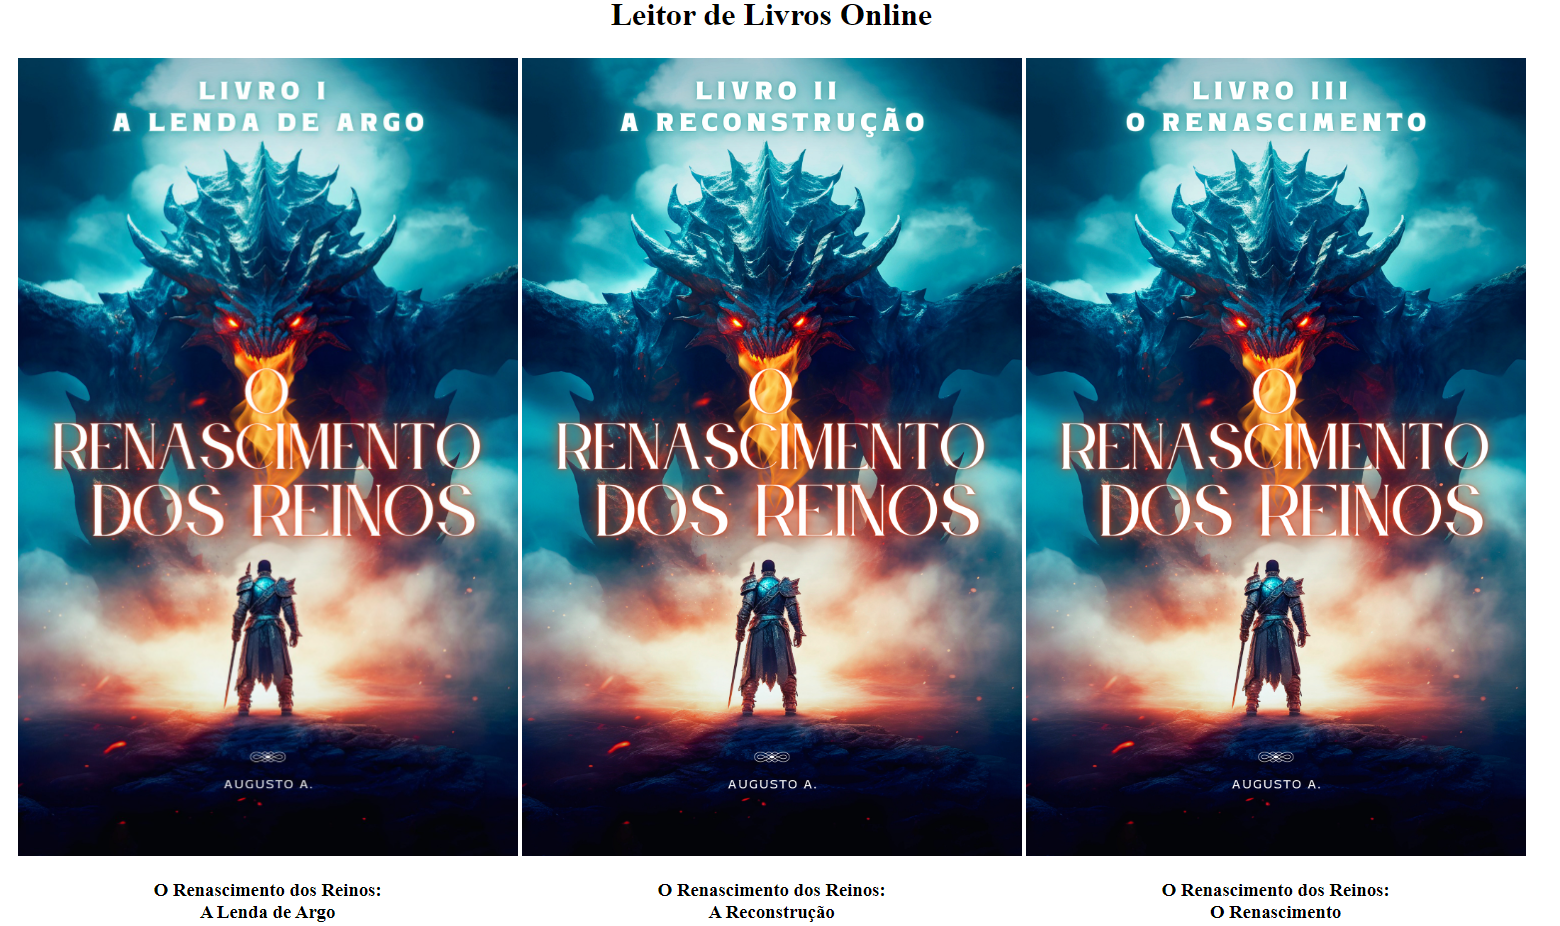 Leitor de Livros Online
LIVRO I
A LENDA DE ARGO
O
RENASCIMENTO
DOS REINOS
AUGUSTO A.
O Renascimento dos Reinos:
A Lenda de Argo
LIVRO II
A RECONSTRUÇÃO
O
RENASCIMENTO
DOS REINOS
AUGUSTO A.
O Renascimento dos Reinos:
A Reconstrução
LIVRO III
O RENASCIMENTO
O
RENASCIMENTO
DOS REINOS
AUGUSTO A.
O Renascimento dos Reinos:
O Renascimento